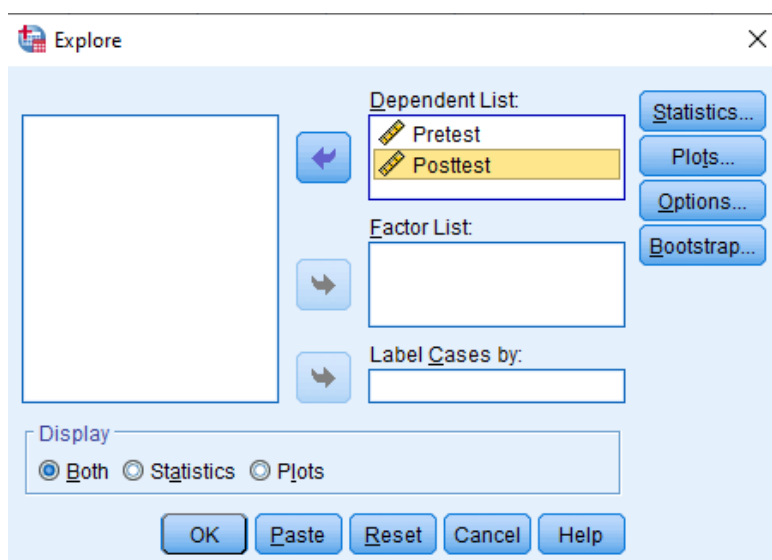 Explore
Dependent List:
Pretest
Posttest
Statistics...
Plots...
Options...
Bootstrap...
Factor List:
Label Cases by:
Display
Both Statistics Plots
OK Paste Reset Cancel Help